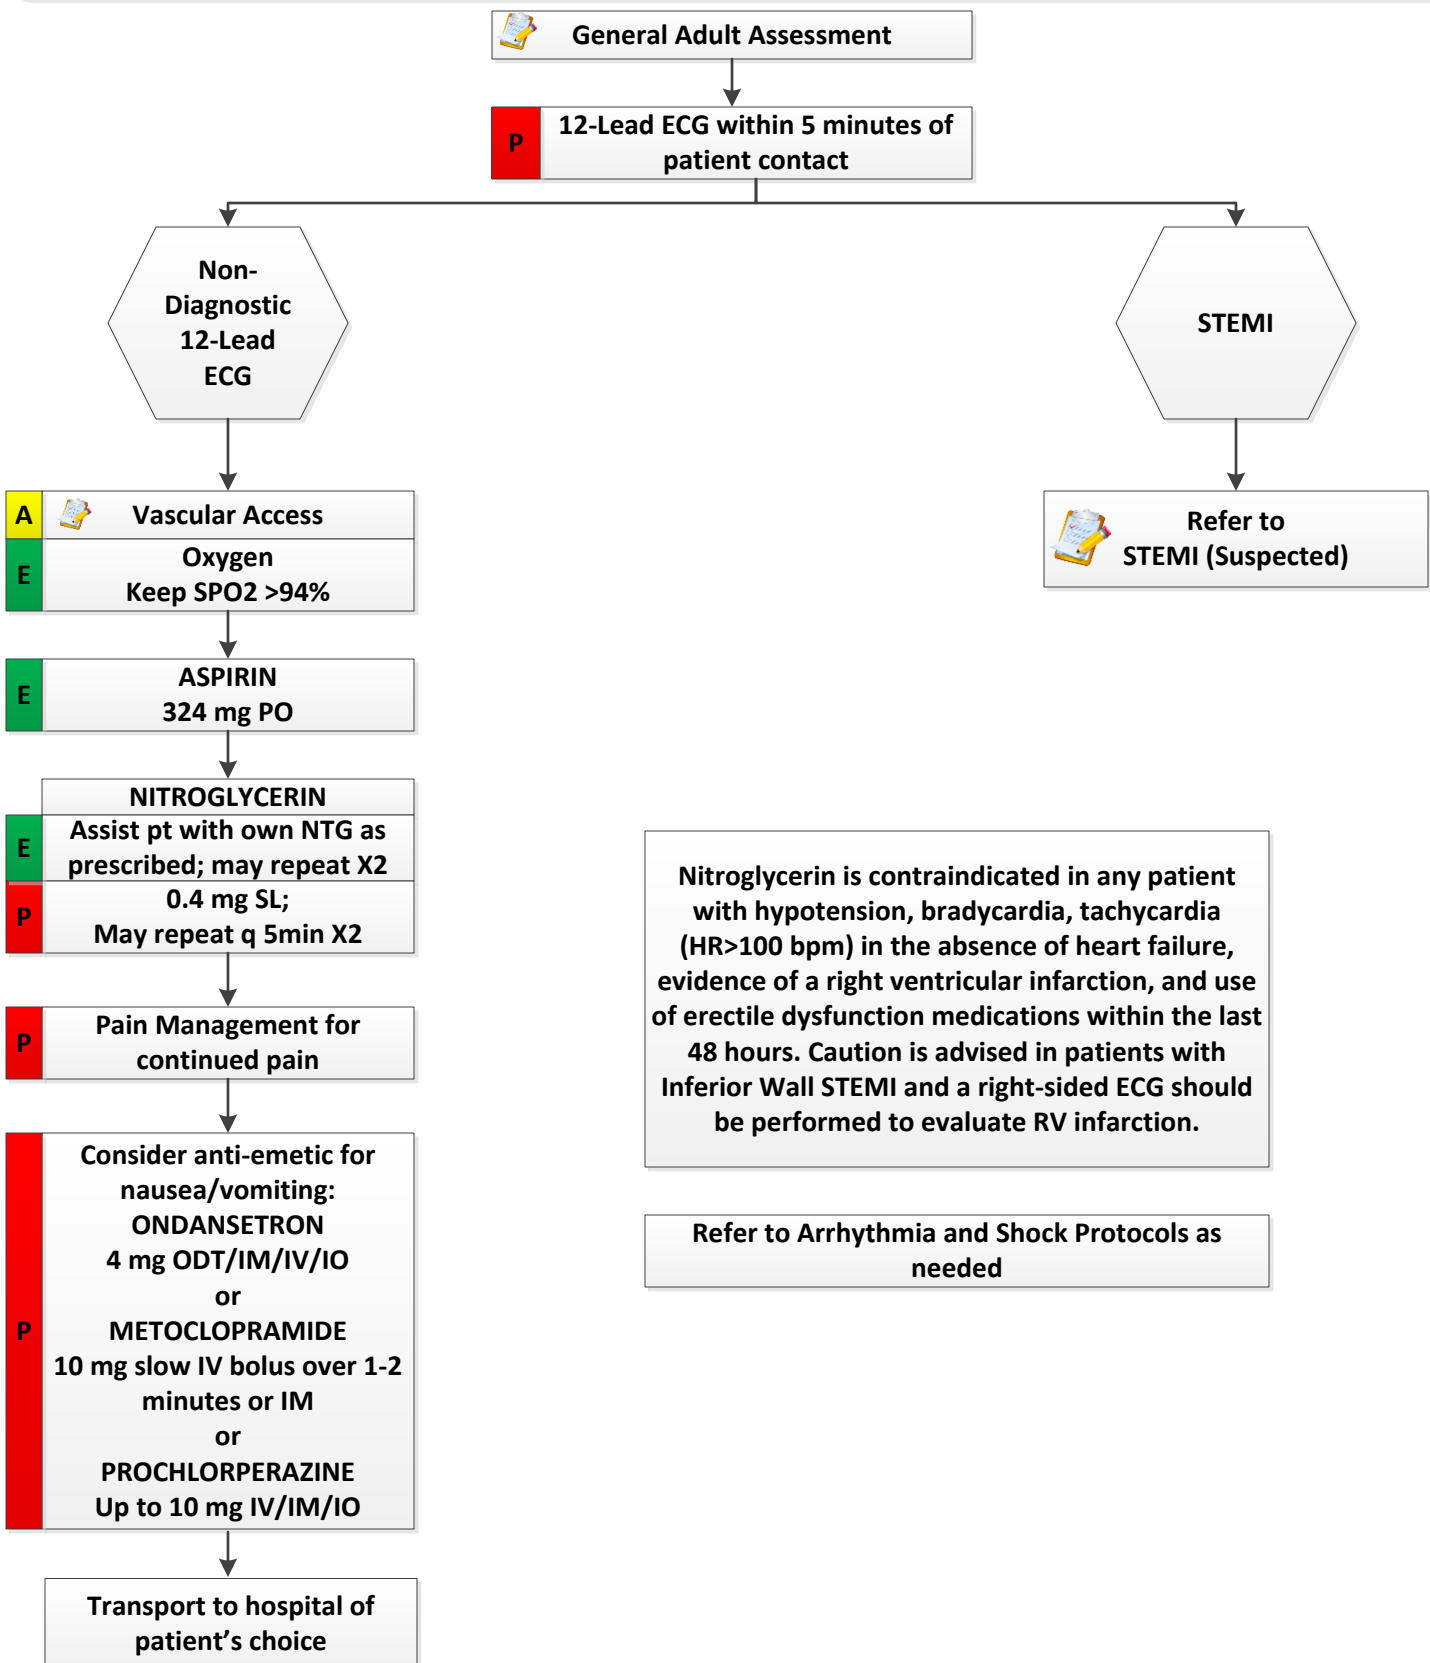 General Adult Assessment
P
12-Lead ECG within 5 minutes of
patient contact
Non-
Diagnostic
12-Lead
ECG
STEMI
A
Vascular Access
E
Oxygen
Keep SPO2 >94%
Refer to
STEMI (Suspected)
E
ASPIRIN
324 mg PO
NITROGLYCERIN
E
Assist pt with own NTG as
prescribed; may repeat X2
P
0.4 mg SL;
May repeat q 5min X2
P
Pain Management for
continued pain
P
Consider anti-emetic for
nausea/vomiting:
ONDANSETRON
4 mg ODT/IM/IV/IO
or
METOCLOPRAMIDE
10 mg slow IV bolus over 1-2
minutes or IM
or
PROCHLORPERAZINE
Up to 10 mg IV/IM/IO
Transport to hospital of
patient's choice
Nitroglycerin is contraindicated in any patient
with hypotension, bradycardia, tachycardia
(HR>100 bpm) in the absence of heart failure,
evidence of a right ventricular infarction, and use
of erectile dysfunction medications within the last
48 hours. Caution is advised in patients with
Inferior Wall STEMI and a right-sided ECG should
be performed to evaluate RV infarction.
Refer to Arrhythmia and Shock Protocols as
needed